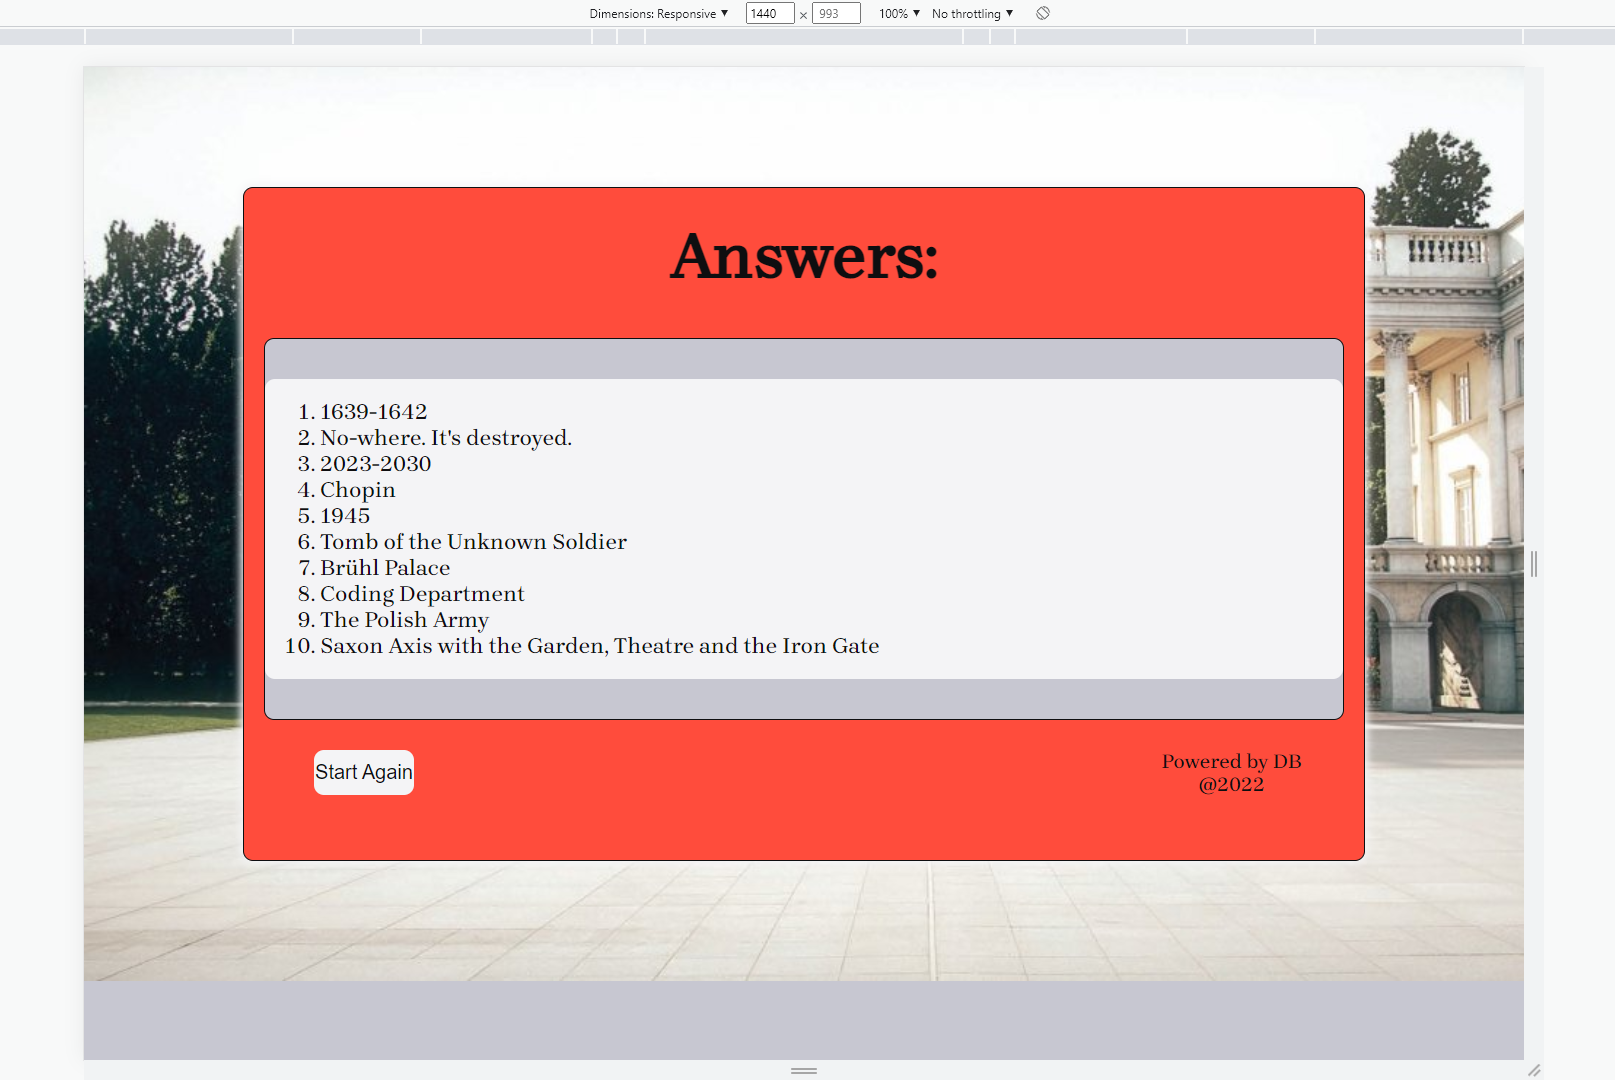 Dimensions: Responsive ▼ 1440 × 993 100% ▼ No throttling ▼
Answers:
1. 1639-1642
2. No-where. It's destroyed.
3. 2023-2030
4. Chopin
5. 1945
6. Tomb of the Unknown Soldier
7. Brühl Palace
8. Coding Department
9. The Polish Army
10. Saxon Axis with the Garden, Theatre and the Iron Gate
Start Again
Powered by DB
@2022